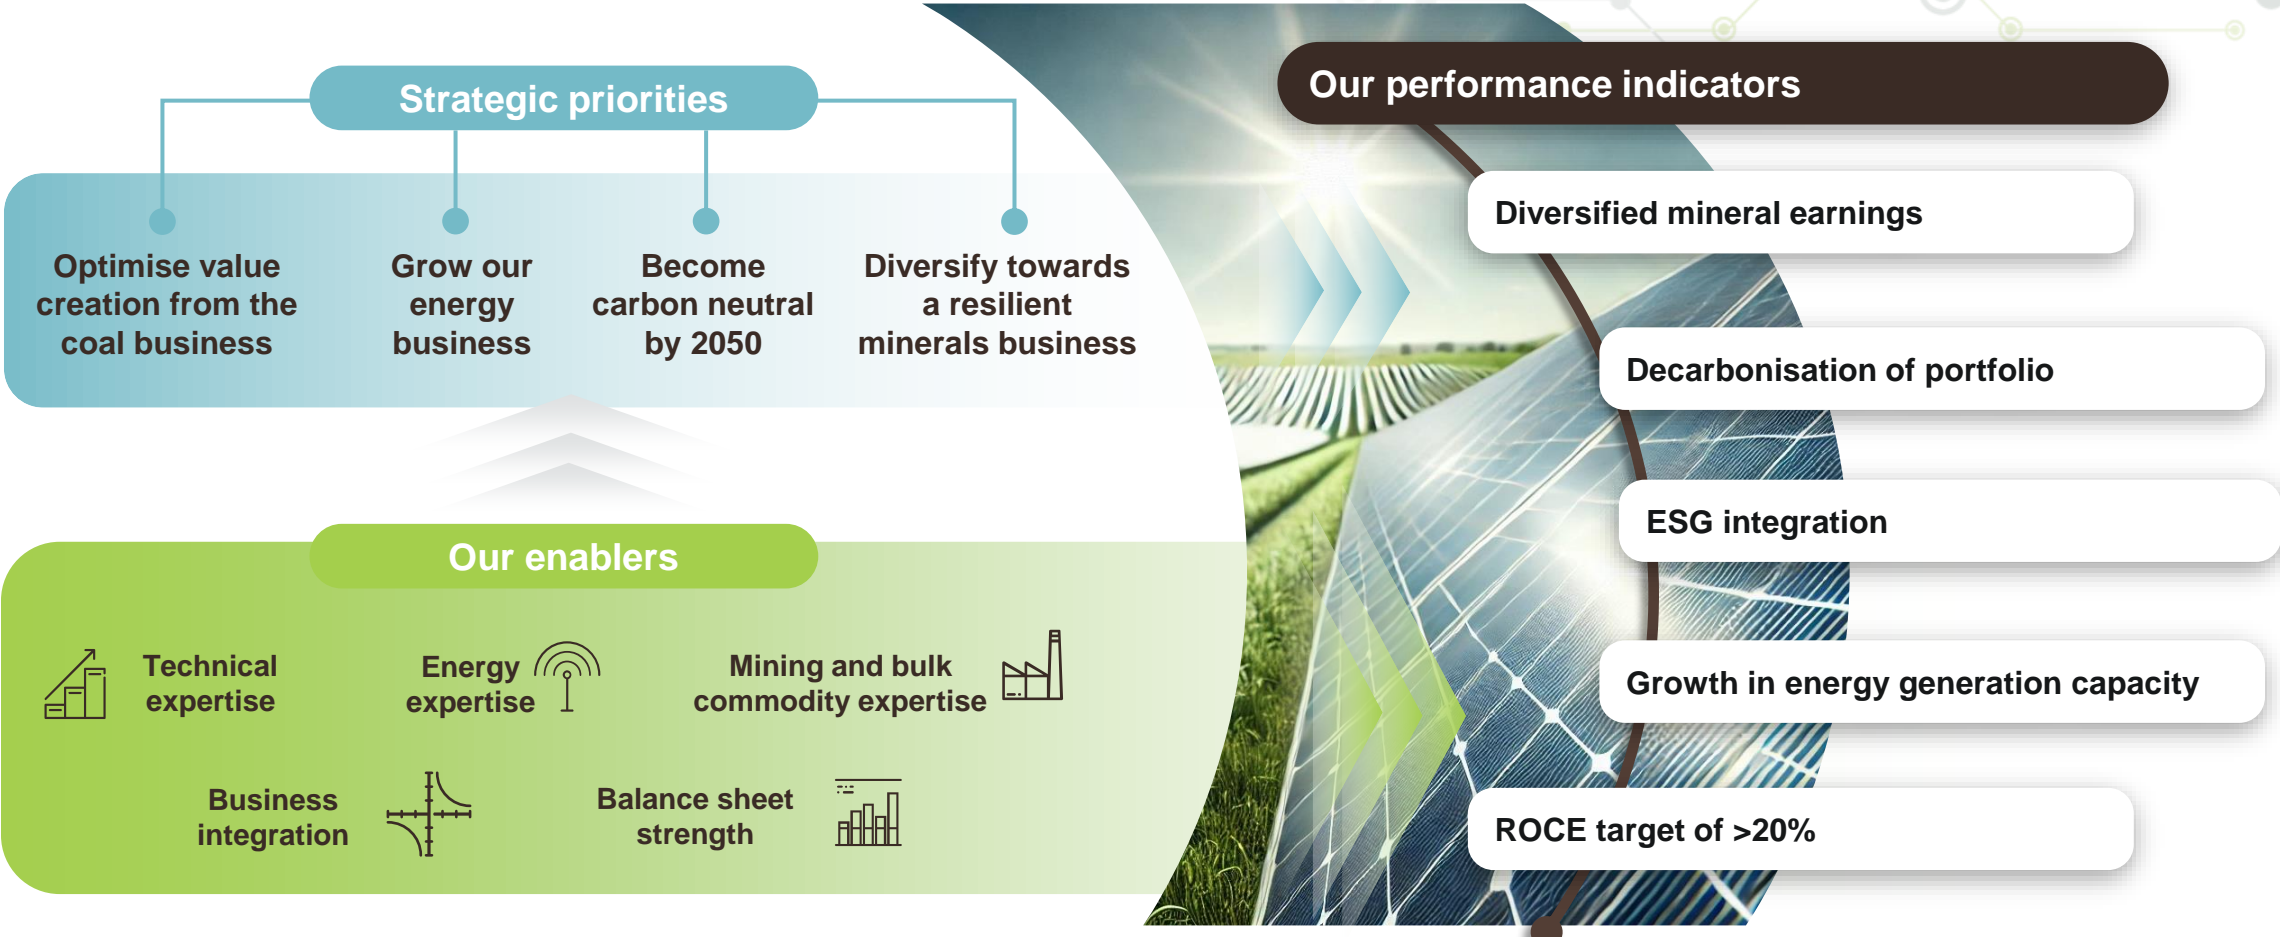 Strategic priorities
Optimise value
creation from the
coal business
Grow our
energy
business
Become
carbon neutral
by 2050
Diversify towards
a resilient
minerals business
Our enablers
Technical
expertise
Energy
expertise
Mining and bulk
commodity expertise
Business
integration
Balance sheet
strength
Our performance indicators
Diversified mineral earnings
Decarbonisation of portfolio
ESG integration
Growth in energy generation capacity
ROCE target of >20%